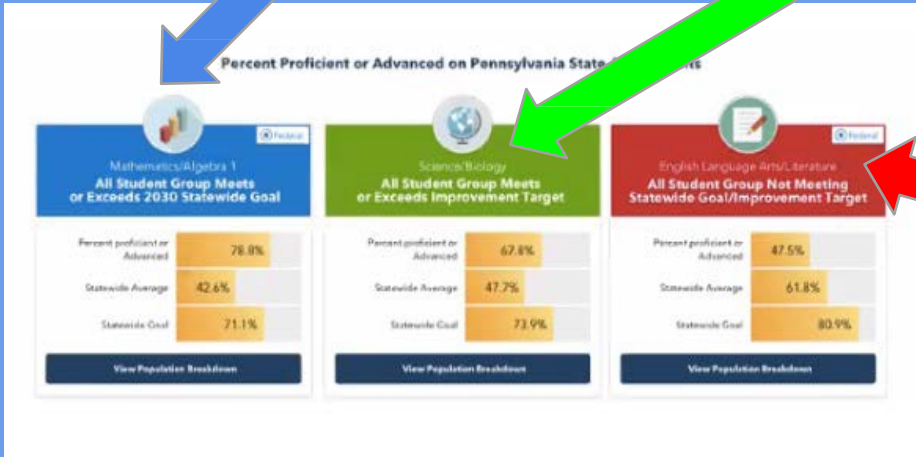 Percent Proficient or Advanced on Pennsylvania State
Federal
Mathematics/Algebra 1
All Student Group Meets
or Exceeds 2030 Statewide Goal
Percent proficient or
Advanced
78.8%
Statewide Average
42.6%
Statewide Goal
71.1%
View Population Breakdown
Science/Biology
All Student Group Meets
or Exceeds Improvement Target
Percent proficient or
Advanced
67.8%
Statewide Average
47.7%
Statewide Goal
73.9%
View Population Breakdown
Federal
English Language Arts/Literature
All Student Group Not Meeting
Statewide Goal/Improvement Target
Percent proficient or
Advanced
47.5%
Statewide Average
61.8%
Statewide Goal
80.9%
View Population Breakdown